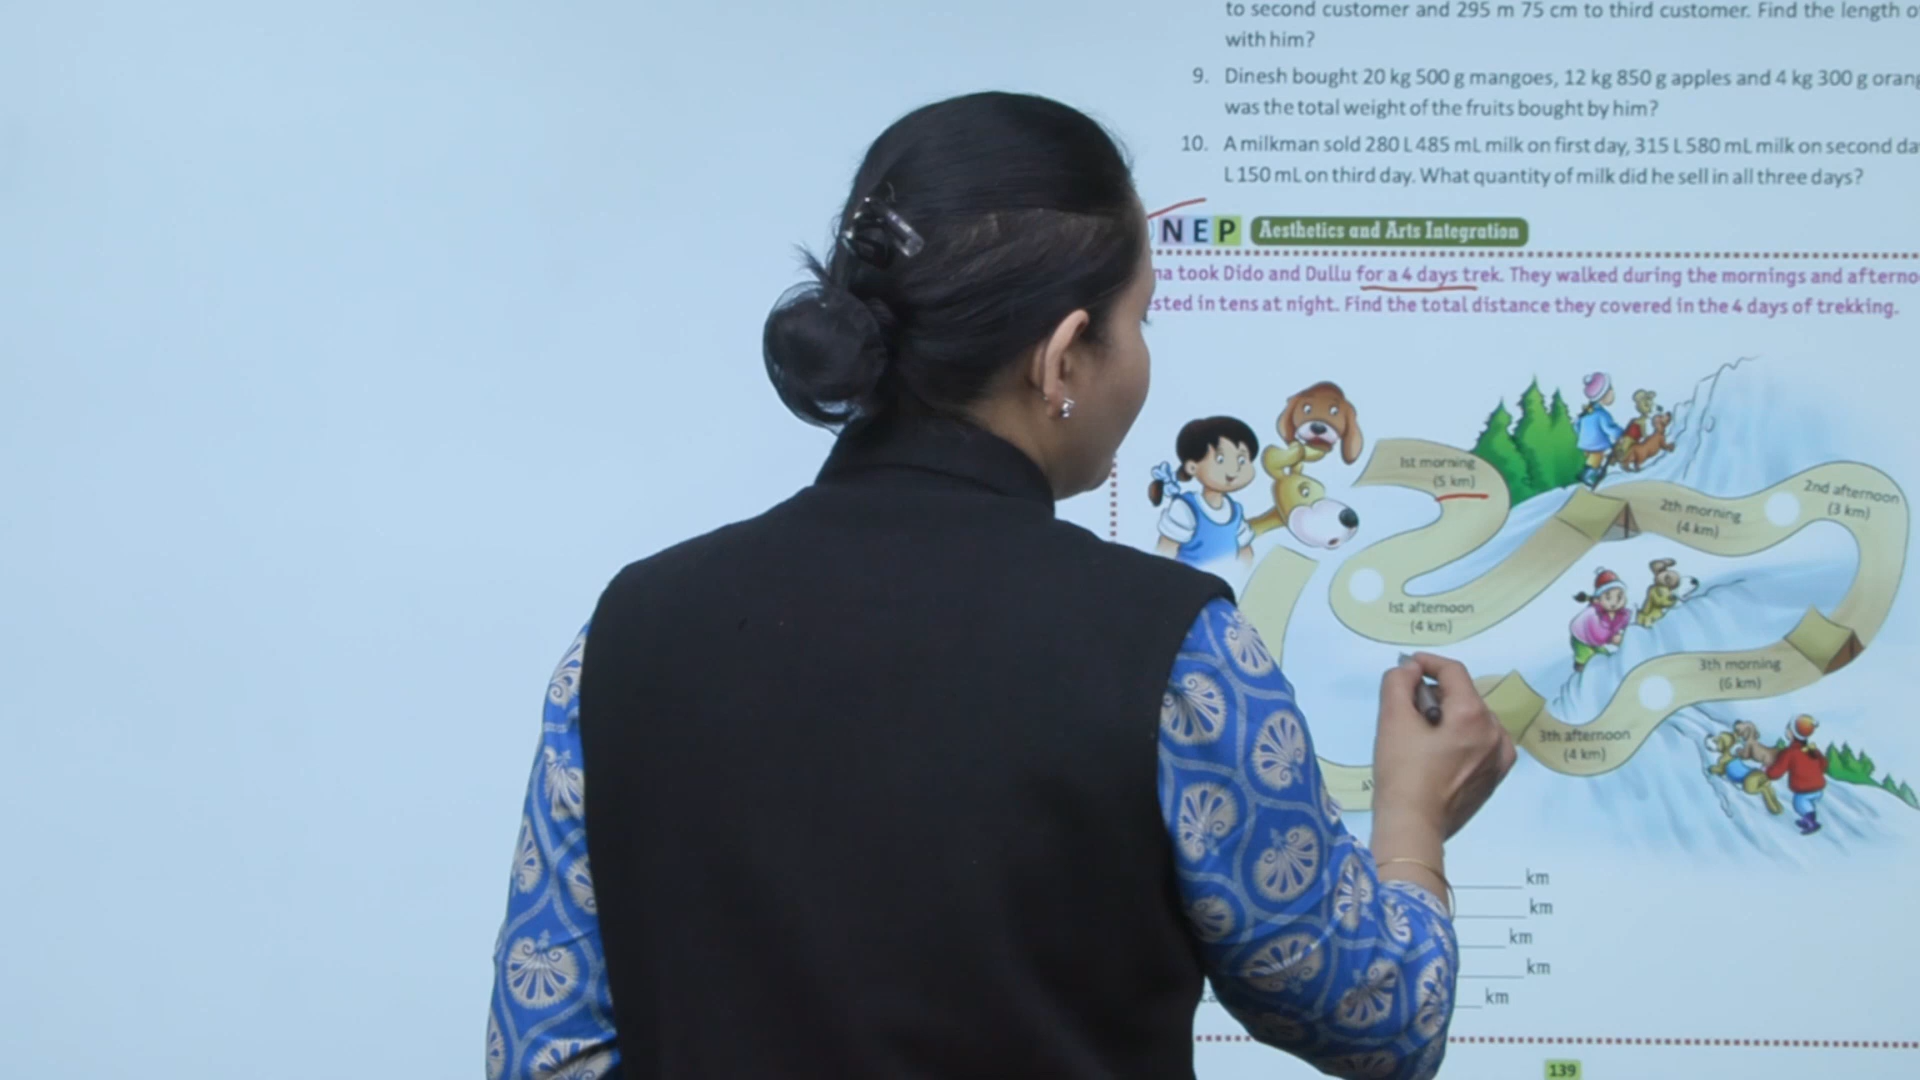 to second customer and 295 m 75 cm to third customer. Find the length
with him?
9. Dinesh bought 20 kg 500 g mangoes, 12 kg 850 g apples and 4 kg 300 g
was the total weight of the fruits bought by him?
10. A milkman sold 280 L 485 mL milk on first day, 315 L 580 mL milk on second
L 150 mL on third day. What quantity of milk did he sell in all three days?
NEP Aesthetics and Arts Integration
took Dido and Dullu for a 4 days trek. They walked during the mornings and
in tens at night. Find the total distance they covered in the 4 days of trekking.
1st morning
(5 km)
2th morning
(4 km)
2nd afternoon
(3 km)
1st afternoon
(4 km)
3th morning
(6 km)
3th afternoon
(4 km)
km
km
km
km
km
139